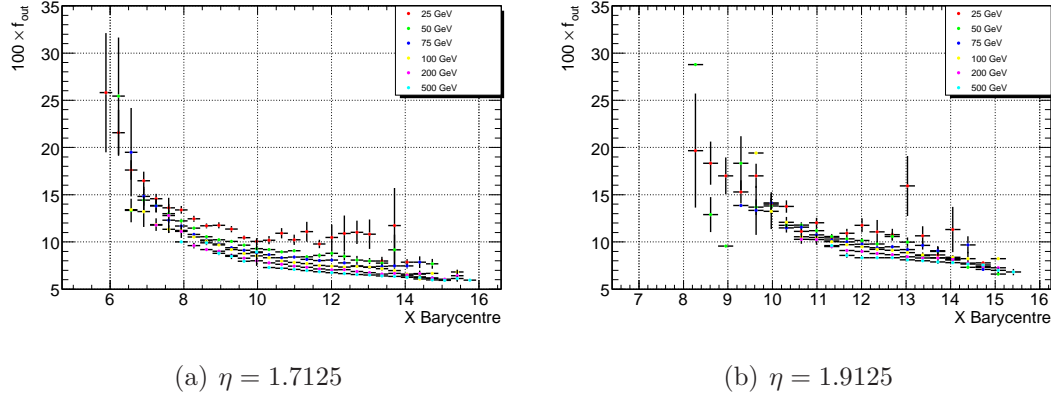 100 × f_out
35
30
25
20
15
10
5
6 8 10 12 14 16
X Barycentre
25 GeV
50 GeV
75 GeV
100 GeV
200 GeV
500 GeV
(a) η = 1.7125
100 × f_out
35
30
25
20
15
10
5
7 8 9 10 11 12 13 14 15 16
X Barycentre
25 GeV
50 GeV
75 GeV
100 GeV
200 GeV
500 GeV
(b) η = 1.9125